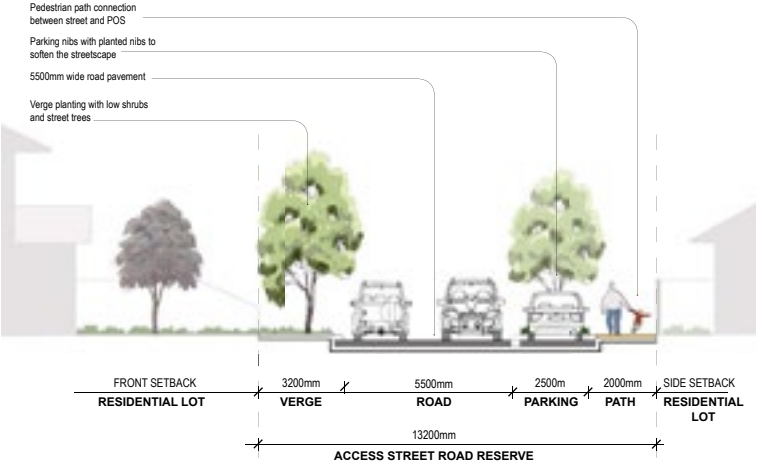 Pedestrian path connection
between street and POS
Parking nibs with planted nibs to
soften the streetscape
5500mm wide road pavement
Verge planting with low shrubs
and street trees
FRONT SETBACK
RESIDENTIAL LOT
3200mm
VERGE
5500mm
ROAD
2500m
PARKING
2000mm
PATH
SIDE SETBACK
RESIDENTIAL
LOT
13200mm
ACCESS STREET ROAD RESERVE